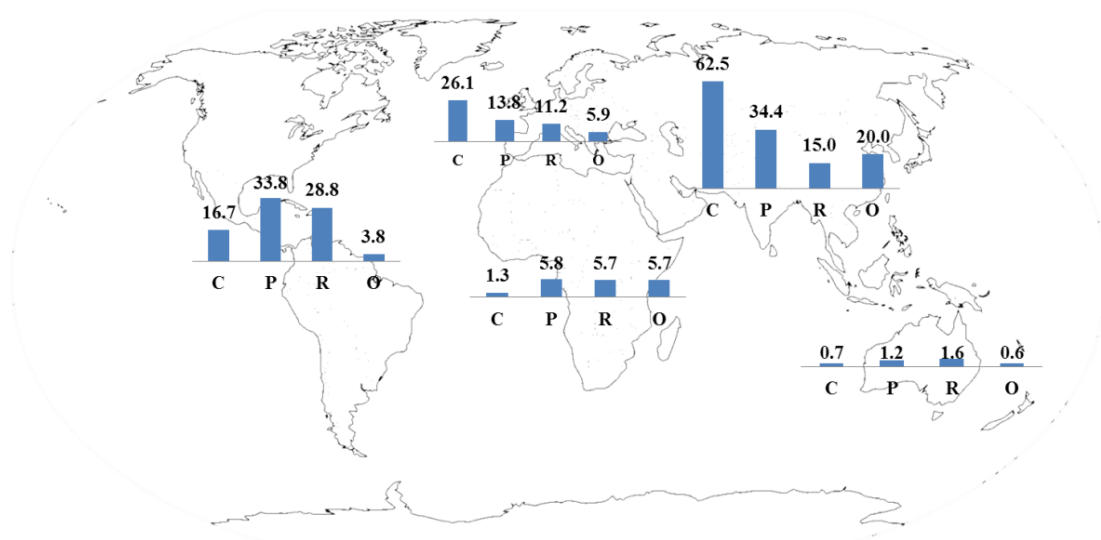 26.1 13.8 11.2 5.9
C P R O
62.5 34.4 15.0 20.0
C P R O
16.7 33.8 28.8 3.8
C P R O
1.3 5.8 5.7 5.7
C P R O
0.7 1.2 1.6 0.6
C P R O